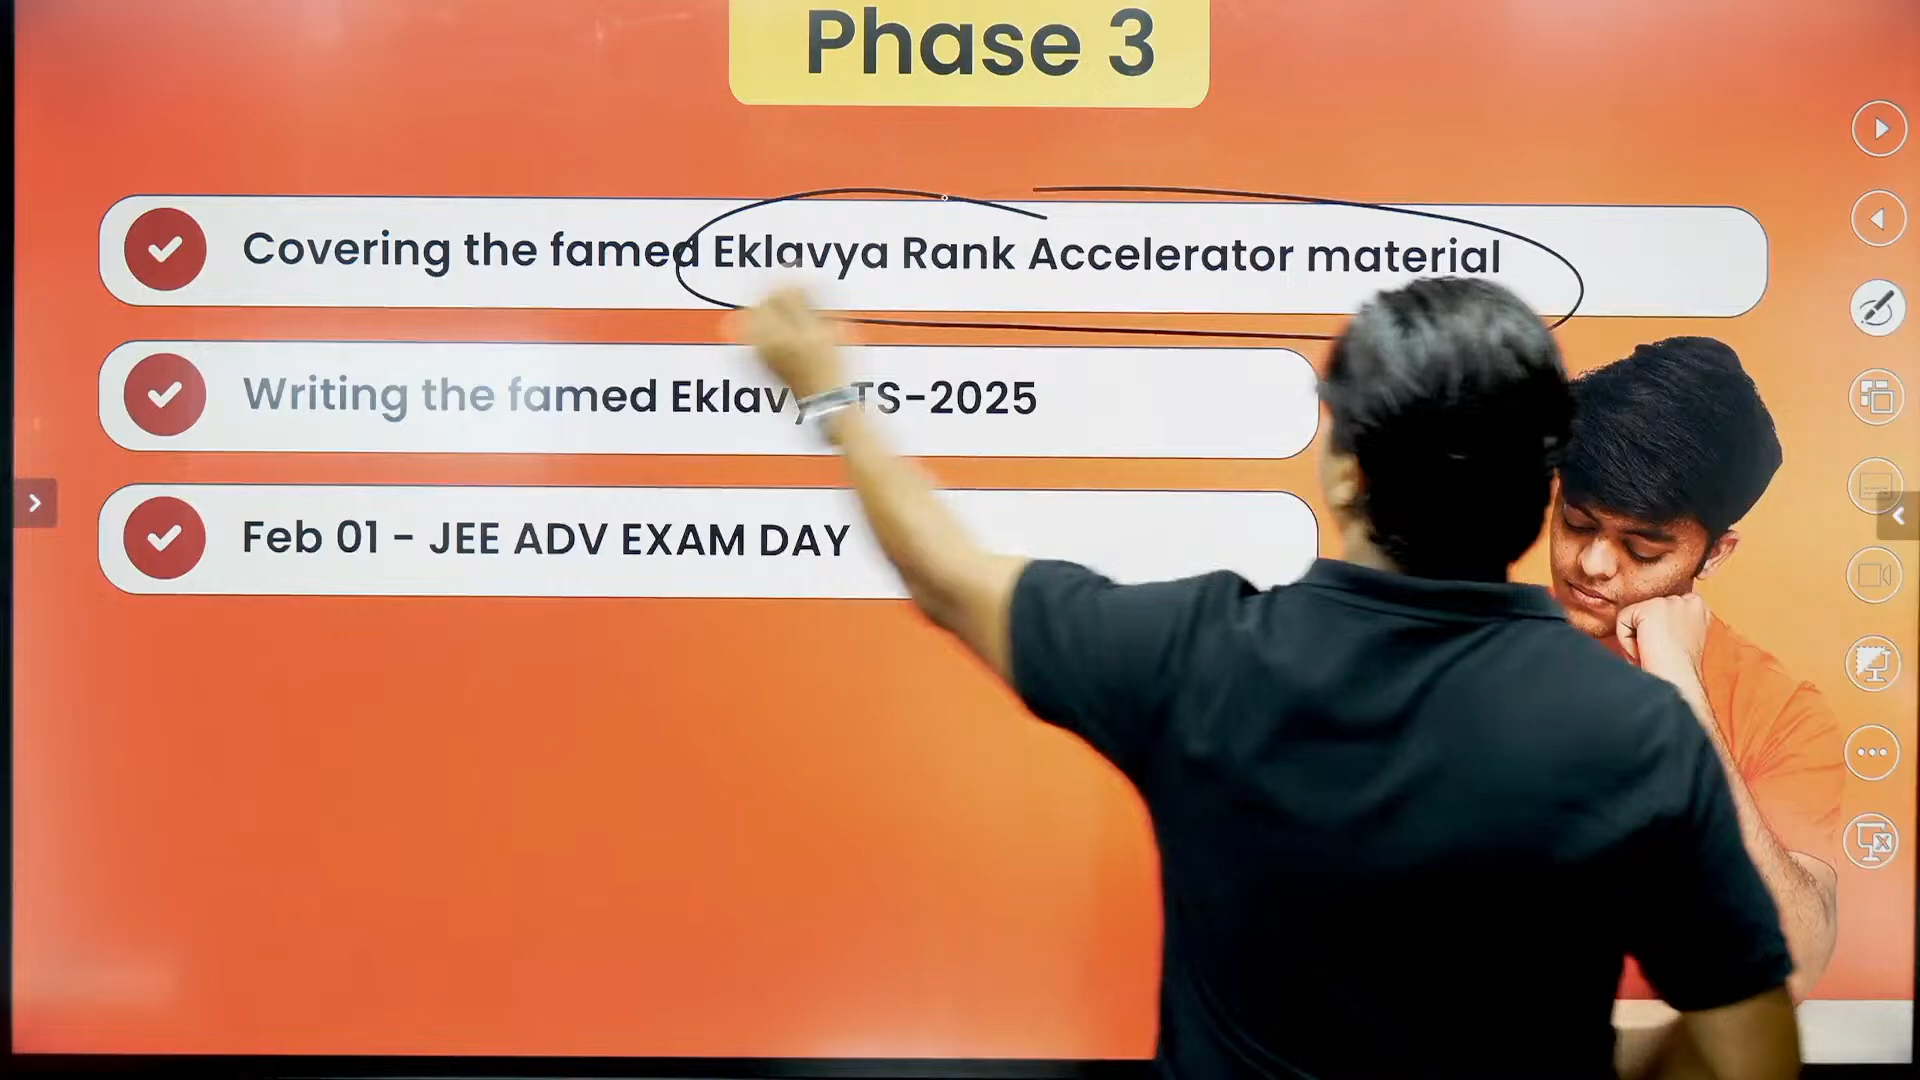 Phase 3
Covering the famed Eklavya Rank Accelerator material
Writing the famed TS-2025
Feb 01 - JEE ADV EXAM DAY